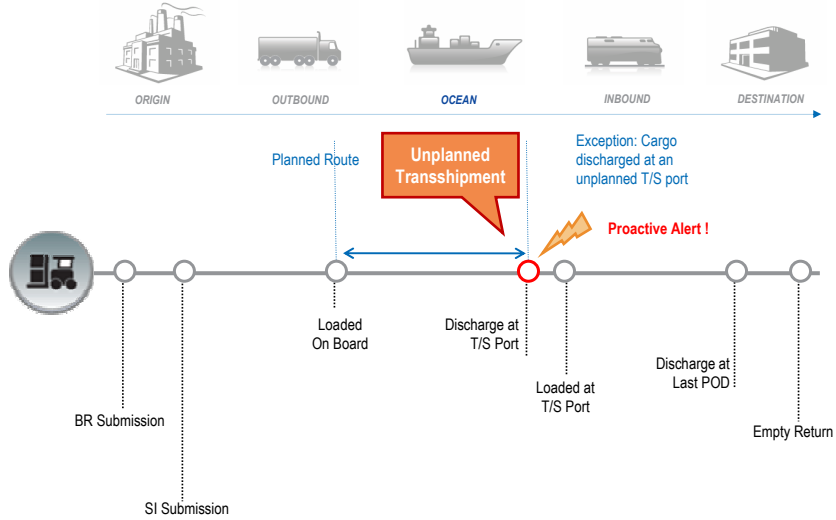 ORIGIN
OUTBOUND
OCEAN
INBOUND
DESTINATION
Planned Route
Unplanned
Transshipment
Exception: Cargo
discharged at an
unplanned T/S port
Proactive Alert !
Loaded
On Board
Discharge at
T/S Port
Loaded at
T/S Port
Discharge at
Last POD
BR Submission
Empty Return
SI Submission